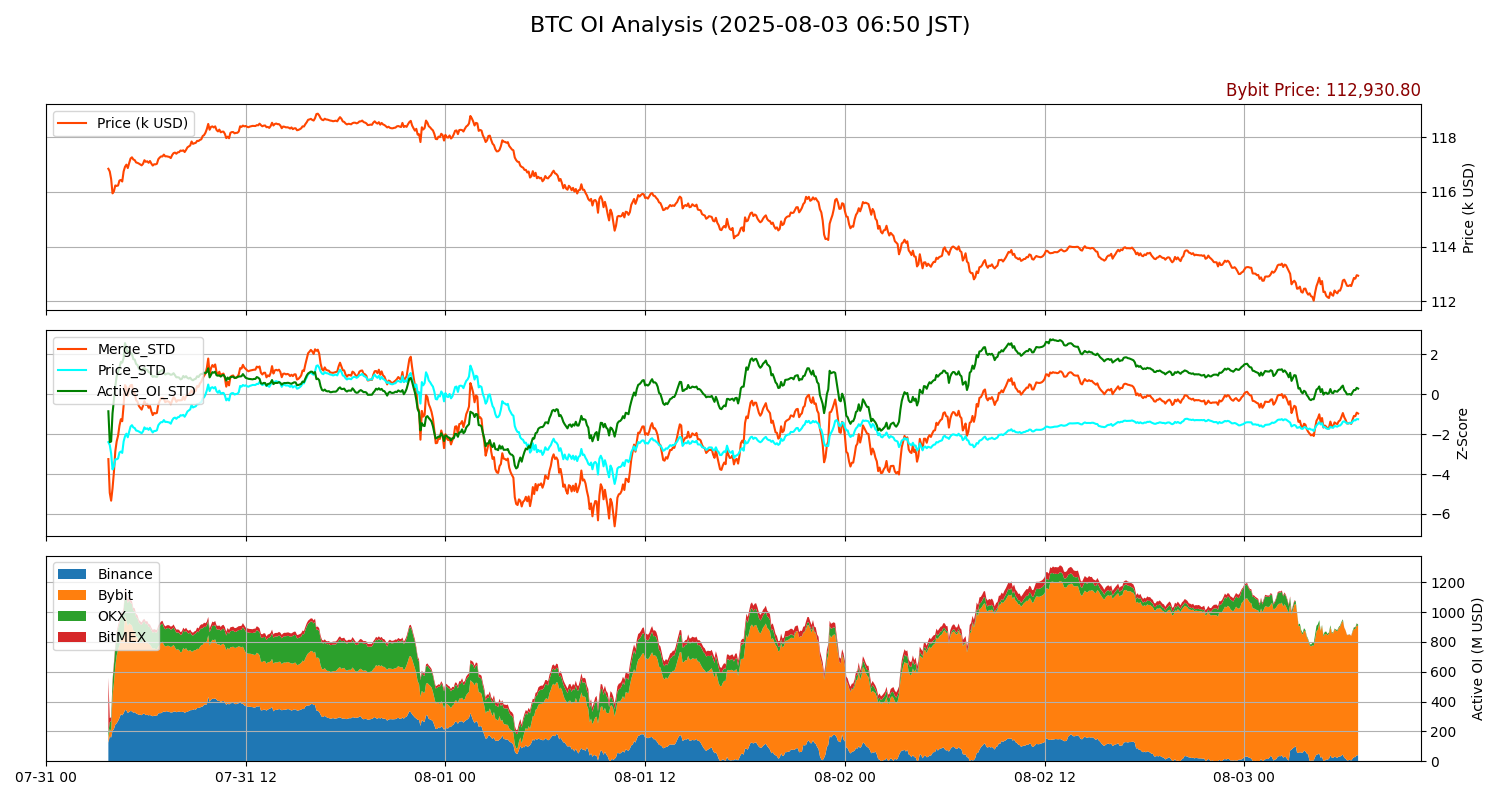 BTC OI Analysis (2025-08-03 06:50 JST)
Bybit Price: 112,930.80
Price (k USD)
118
116
114
112
Price (k USD)
Merge_STD
Price_STD
Active_OI_STD
2
0
−2
−4
−6
Z-Score
Binance
Bybit
OKX
BitMEX
1200
1000
800
600
400
200
0
Active OI (M USD)
07-31 00
07-31 12
08-01 00
08-01 12
08-02 00
08-02 12
08-03 00